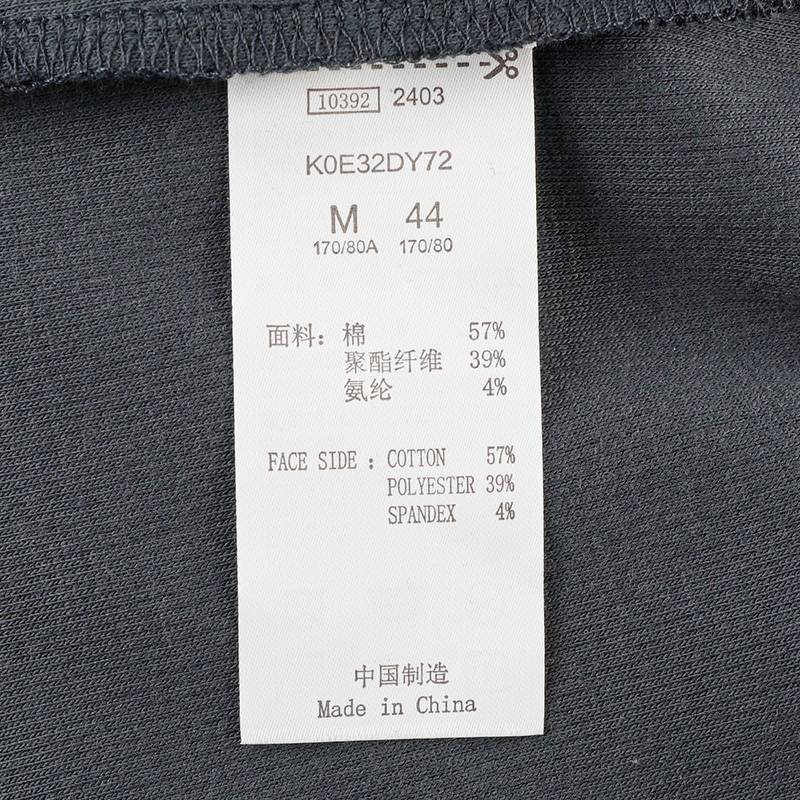 10392 2403
K0E32DY72
M 44
170/80A 170/80
面料：棉 57%
聚酯纤维 39%
氨纶 4%
FACE SIDE : COTTON 57%
POLYESTER 39%
SPANDEX 4%
中国制造
Made in China